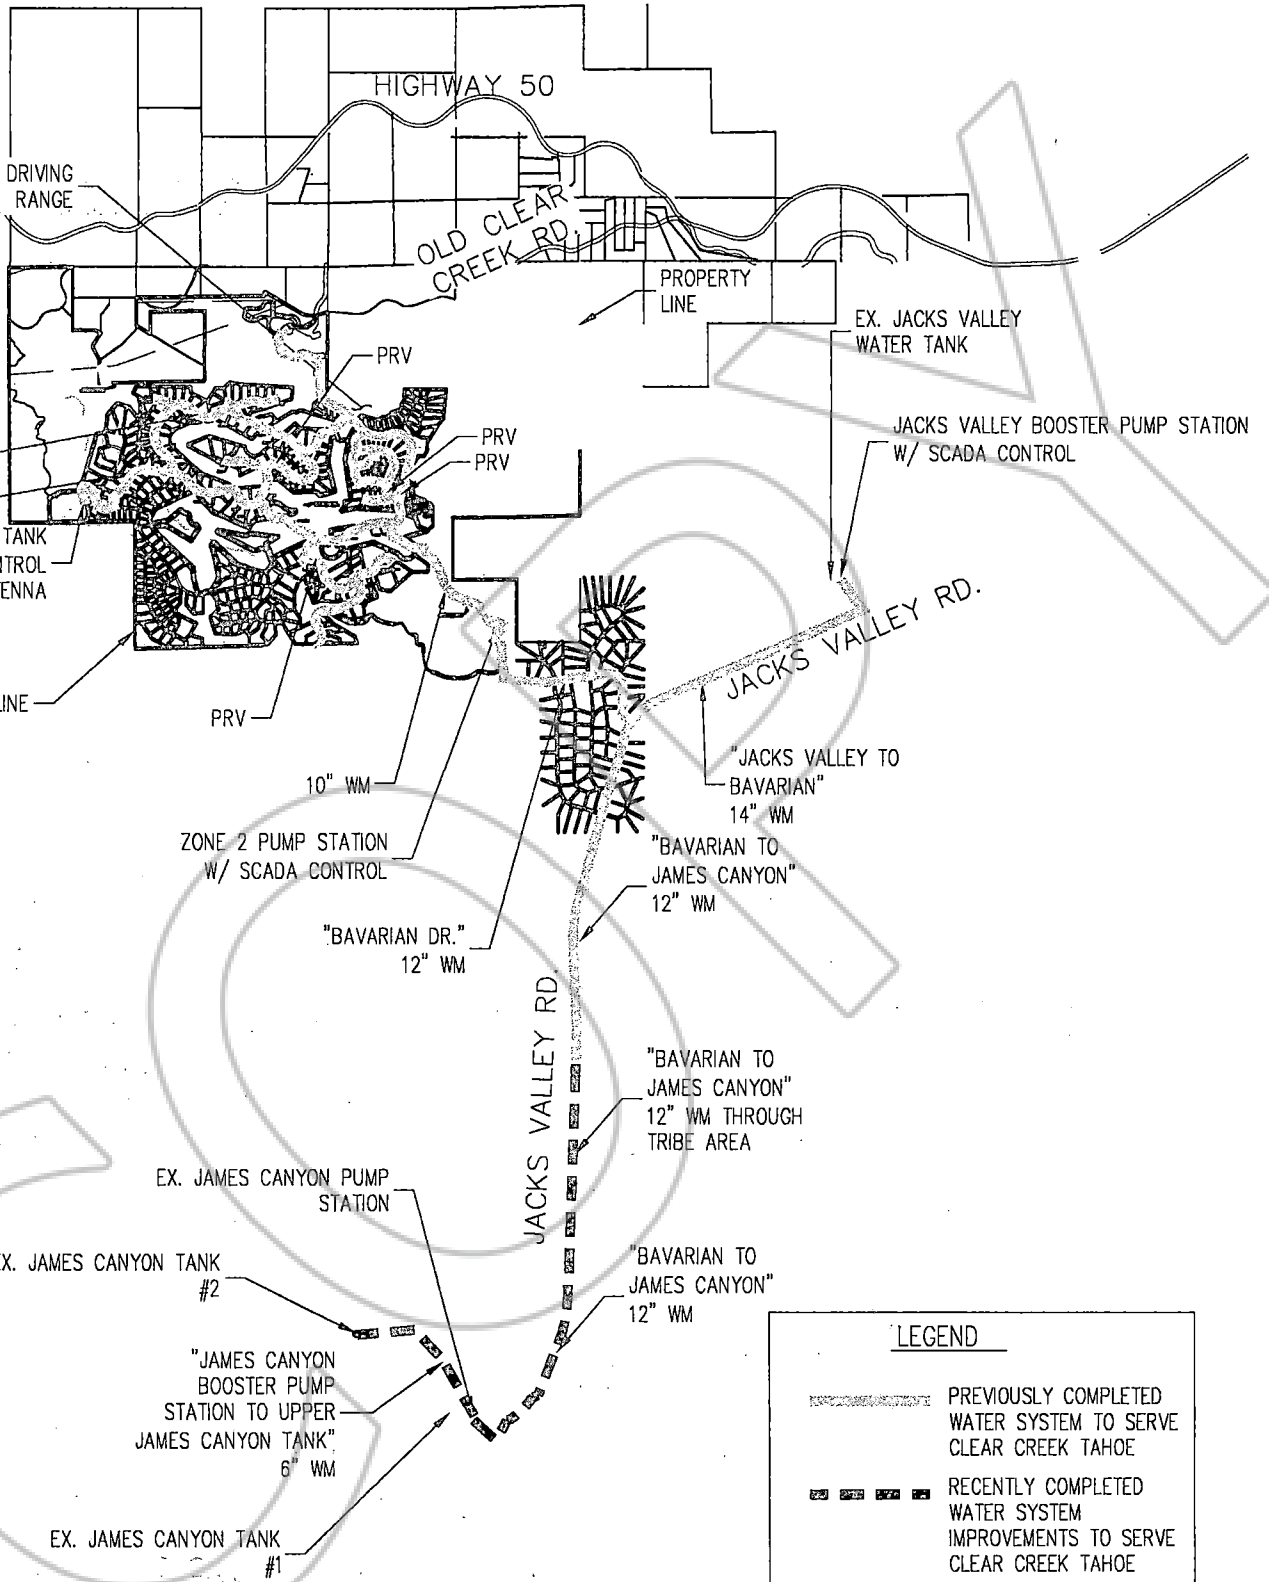 HIGHWAY 50
DRIVING
RANGE
OLD CLEAR
CREEK RD.
PROPERTY
LINE
EX. JACKS VALLEY
WATER TANK
PRV
JACKS VALLEY BOOSTER PUMP STATION
W/ SCADA CONTROL
PRV
PRV
TANK
JACKS VALLEY RD.
PRV
10" WM
"JACKS VALLEY TO
BAVARIAN"
14" WM
ZONE 2 PUMP STATION
W/ SCADA CONTROL
"BAVARIAN TO
JAMES CANYON"
12" WM
"BAVARIAN DR."
12" WM
JACKS VALLEY RD.
"BAVARIAN TO
JAMES CANYON"
12" WM THROUGH
TRIBE AREA
EX. JAMES CANYON PUMP
STATION
EX. JAMES CANYON TANK
#2
"BAVARIAN TO
JAMES CANYON"
12" WM
"JAMES CANYON
BOOSTER PUMP
STATION TO UPPER
JAMES CANYON TANK"
6" WM
EX. JAMES CANYON TANK
#1
LEGEND
PREVIOUSLY COMPLETED
WATER SYSTEM TO SERVE
CLEAR CREEK TAHOE
RECENTLY COMPLETED
WATER SYSTEM
IMPROVEMENTS TO SERVE
CLEAR CREEK TAHOE
COPY